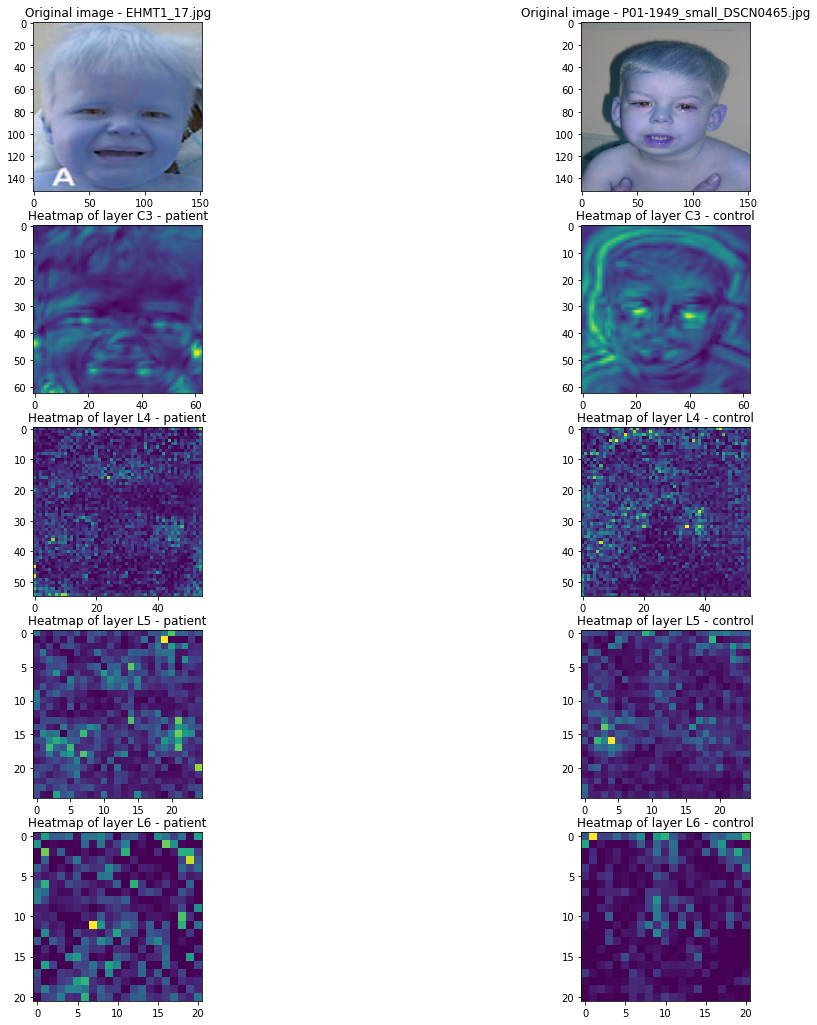 Original image - EHMT1_17.jpg
Original image - P01-1949_small_DSCN0465.jpg
0
20
40
60
80
100
120
140
A
0 50 100 150
0
20
40
60
80
100
120
140
0 50 100 150
Heatmap of layer C3 - patient
Heatmap of layer C3 - control
0
10
20
30
40
50
60
0 20 40 60
0
10
20
30
40
50
60
0 20 40 60
Heatmap of layer L4 - patient
Heatmap of layer L4 - control
0
10
20
30
40
50
0 20 40
0
10
20
30
40
50
0 20 40
Heatmap of layer L5 - patient
Heatmap of layer L5 - control
0
5
10
15
20
0 5 10 15 20
0
5
10
15
20
0 5 10 15 20
Heatmap of layer L6 - patient
Heatmap of layer L6 - control
0
5
10
15
20
0 5 10 15 20
0
5
10
15
20
0 5 10 15 20